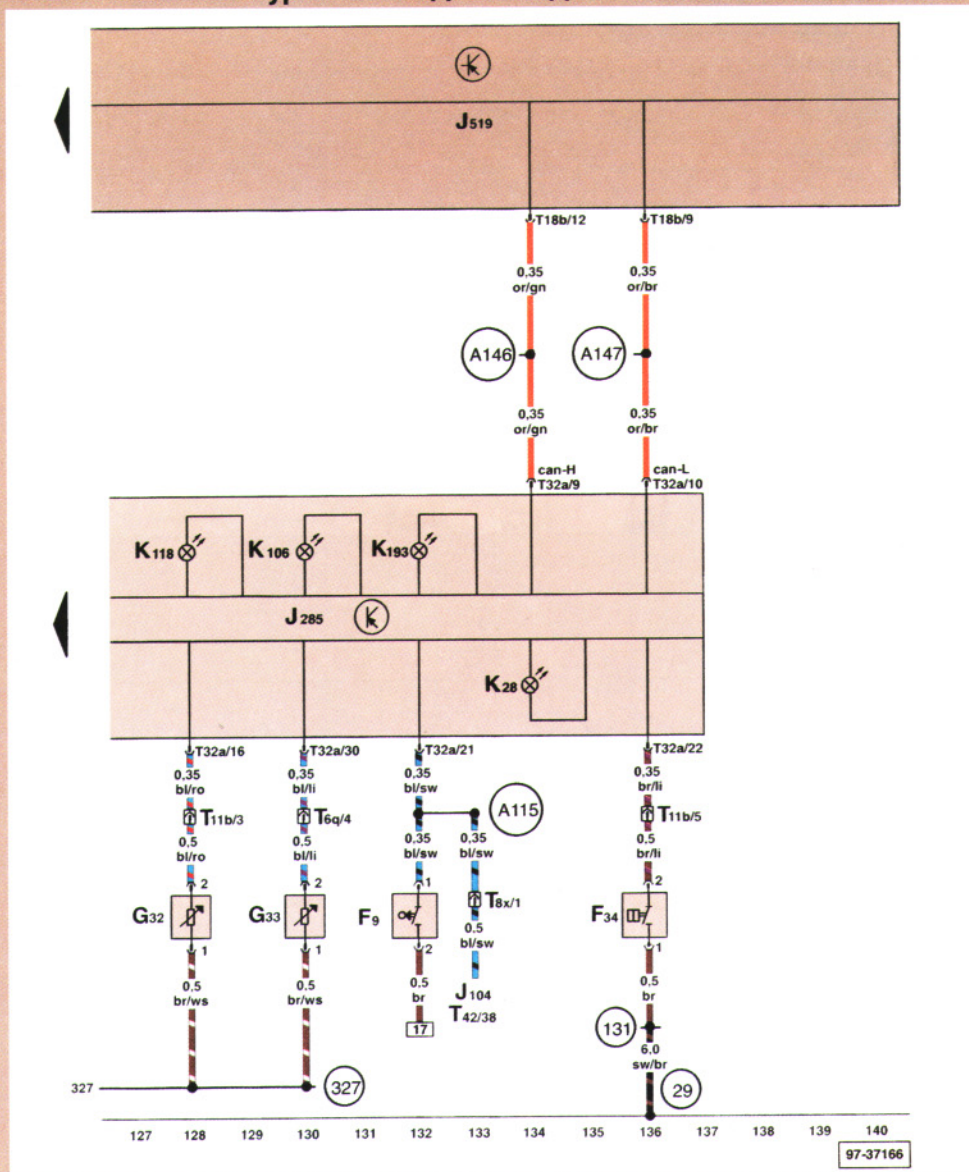 J519
T18b/12
T18b/9
0,35
or/gn
0,35
or/br
A146
A147
0,35
or/gn
0,35
or/br
can-H
T32a/9
can-L
T32a/10
K118
K106
K193
J285
K28
T32a/16
T32a/30
T32a/21
T32a/22
0,35
bl/ro
0,35
bl/li
0,35
bl/sw
0,35
br/li
A115
T11b/3
T6q/4
T11b/5
0,5
bl/ro
0,5
bl/li
0,35
bl/sw
0,35
bl/sw
0,5
br/li
2
2
1
T8x/1
2
G32
G33
F9
F34
1
1
2
0,5
bl/sw
1
0,5
br/ws
0,5
br/ws
0,5
br
J104
T42/38
0,5
br
17
131
6,0
sw/br
327
327
29
127 128 129 130 131 132 133 134 135 136 137 138 139 140
97-37166